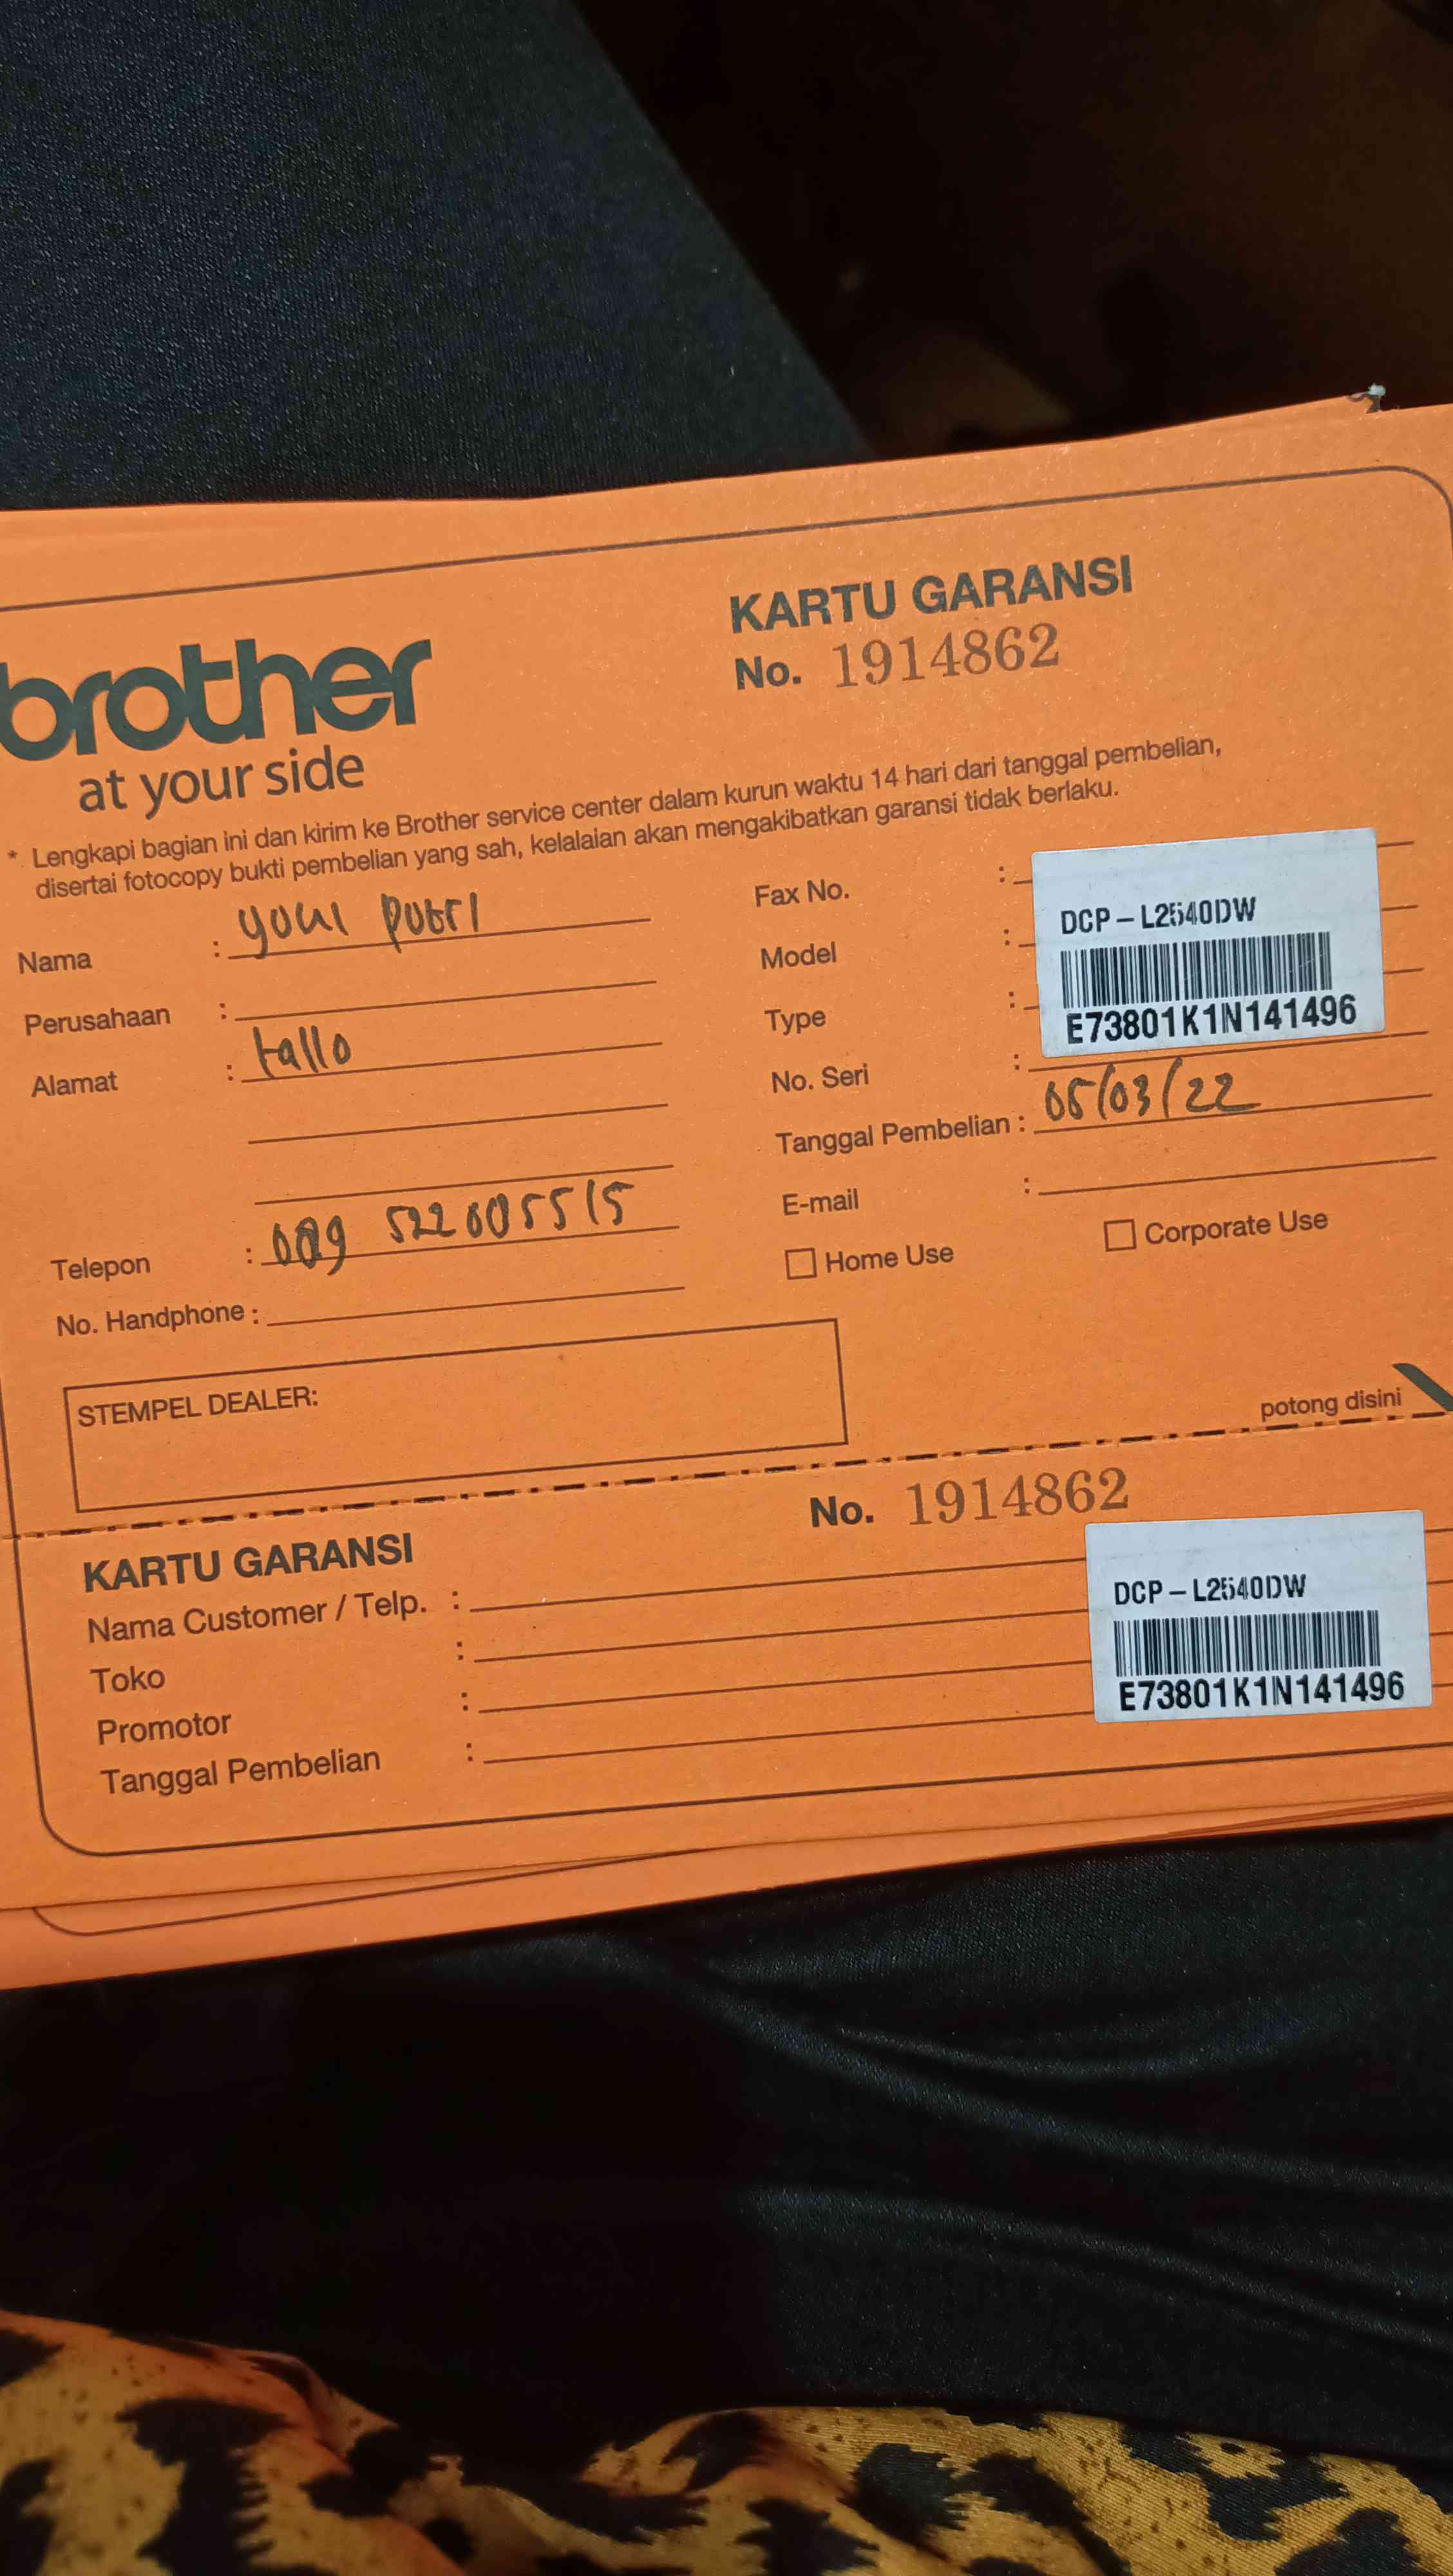 brother
at your side
KARTU GARANSI
No. 1914862
* Lengkapi bagian ini dan kirim ke Brother service center dalam kurun waktu 14 hari dari tanggal pembelian,
disertai fotocopy bukti pembelian yang sah, kelalaian akan mengakibatkan garansi tidak berlaku.
Nama : putri
Perusahaan :
Alamat : tallo
Telepon : 522005515
No. Handphone :
Fax No. :
Model :
Type :
No. Seri :
DCP – L2540DW
E73801K1N141496
Tanggal Pembelian : 05/03/22
E-mail :
Home Use
Corporate Use
STEMPEL DEALER:
potong disini
KARTU GARANSI
No. 1914862
Nama Customer / Telp. :
Toko :
Promotor :
Tanggal Pembelian :
DCP – L2540DW
E73801K1N141496